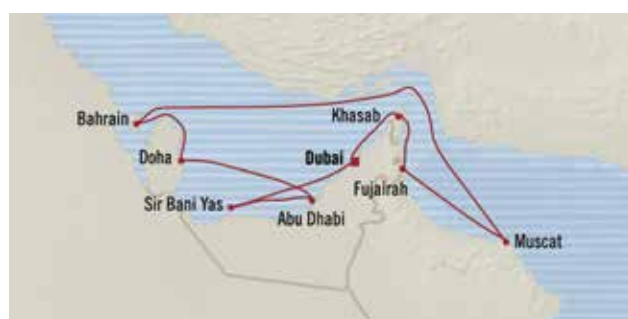 Khasab
Bahrain
Doha
Dubai
Fujairah
Sir Bani Yas
Abu Dhabi
Muscat